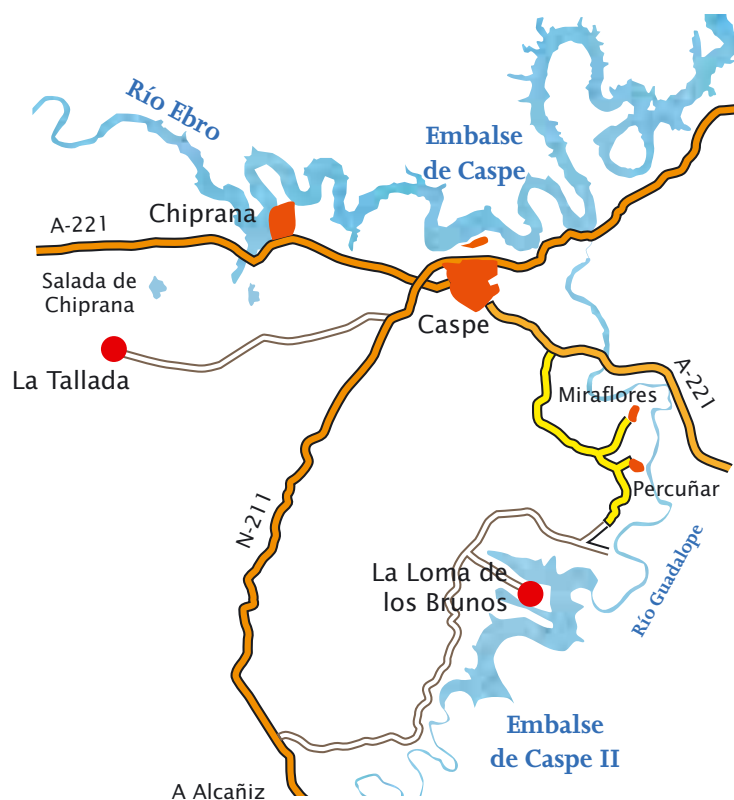 Río Ebro
Embalse
de Caspe
Chiprana
A-221
Salada de
Chiprana
Caspe
La Tallada
A-221
Miraflores
Percuñar
N-211
La Loma de
los Brunos
Río Guadalope
Embalse
de Caspe II
A Alcañiz